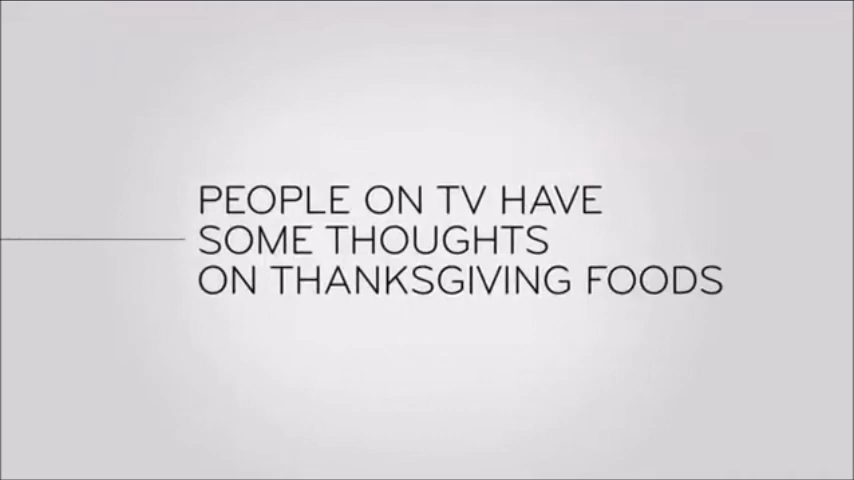 PEOPLE ON TV HAVE
SOME THOUGHTS
ON THANKSGIVING FOODS